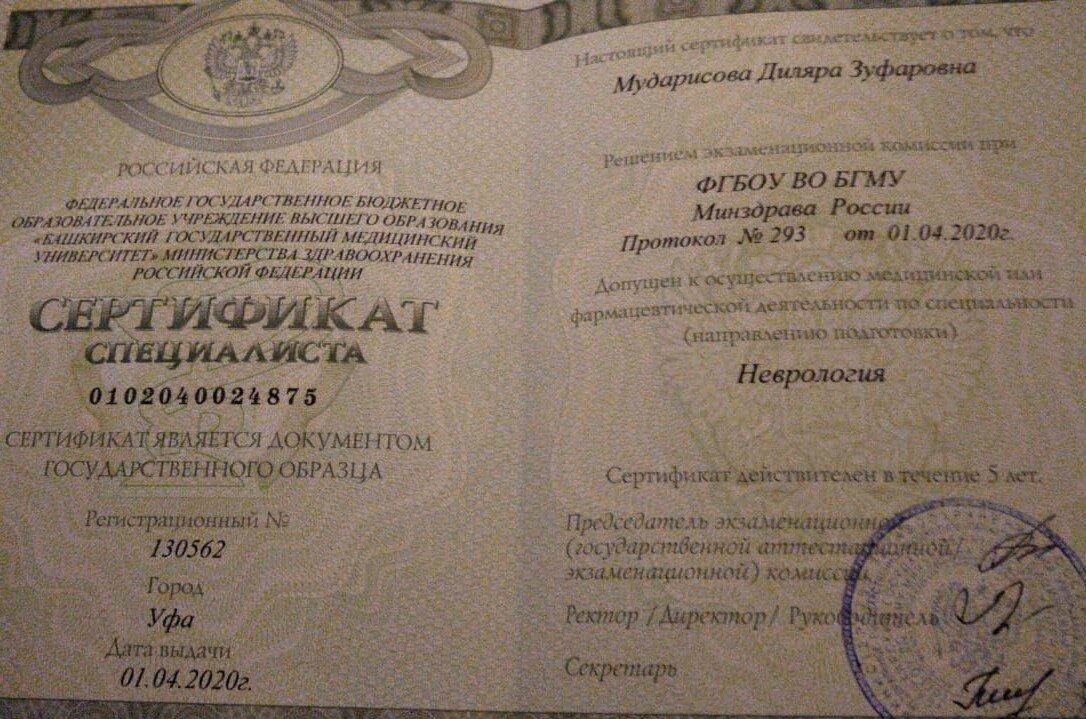 РОССИЙСКАЯ ФЕДЕРАЦИЯ
ФЕДЕРАЛЬНОЕ ГОСУДАРСТВЕННОЕ БЮДЖЕТНОЕ
ОБРАЗОВАТЕЛЬНОЕ УЧРЕЖДЕНИЕ ВЫСШЕГО ОБРАЗОВАНИЯ
«БАШКИРСКИЙ ГОСУДАРСТВЕННЫЙ МЕДИЦИНСКИЙ
УНИВЕРСИТЕТ» МИНИСТЕРСТВА ЗДРАВООХРАНЕНИЯ
РОССИЙСКОЙ ФЕДЕРАЦИИ
СЕРТИФИКАТ
СПЕЦИАЛИСТА
0102040024875
СЕРТИФИКАТ ЯВЛЯЕТСЯ ДОКУМЕНТОМ
ГОСУДАРСТВЕННОГО ОБРАЗЦА
Регистрационный №
130562
Город
Уфа
Дата выдачи
01.04.2020г.
Настоящий сертификат свидетельствует о том, что
Мударисова Диляра Зуфаровна
Решением экзаменационной комиссии при
ФГБОУ ВО БГМУ
Минздрава России
Протокол № 293 от 01.04.2020г.
Допущен к осуществлению медицинской или
фармацевтической деятельности по специальности
(направлению подготовки)
Неврология
Сертификат действителен в течение 5 лет.
Председатель экзаменационной
(государственной аттестационной/
экзаменационной) комиссии
Ректор /Директор/ Руководитель
Секретарь